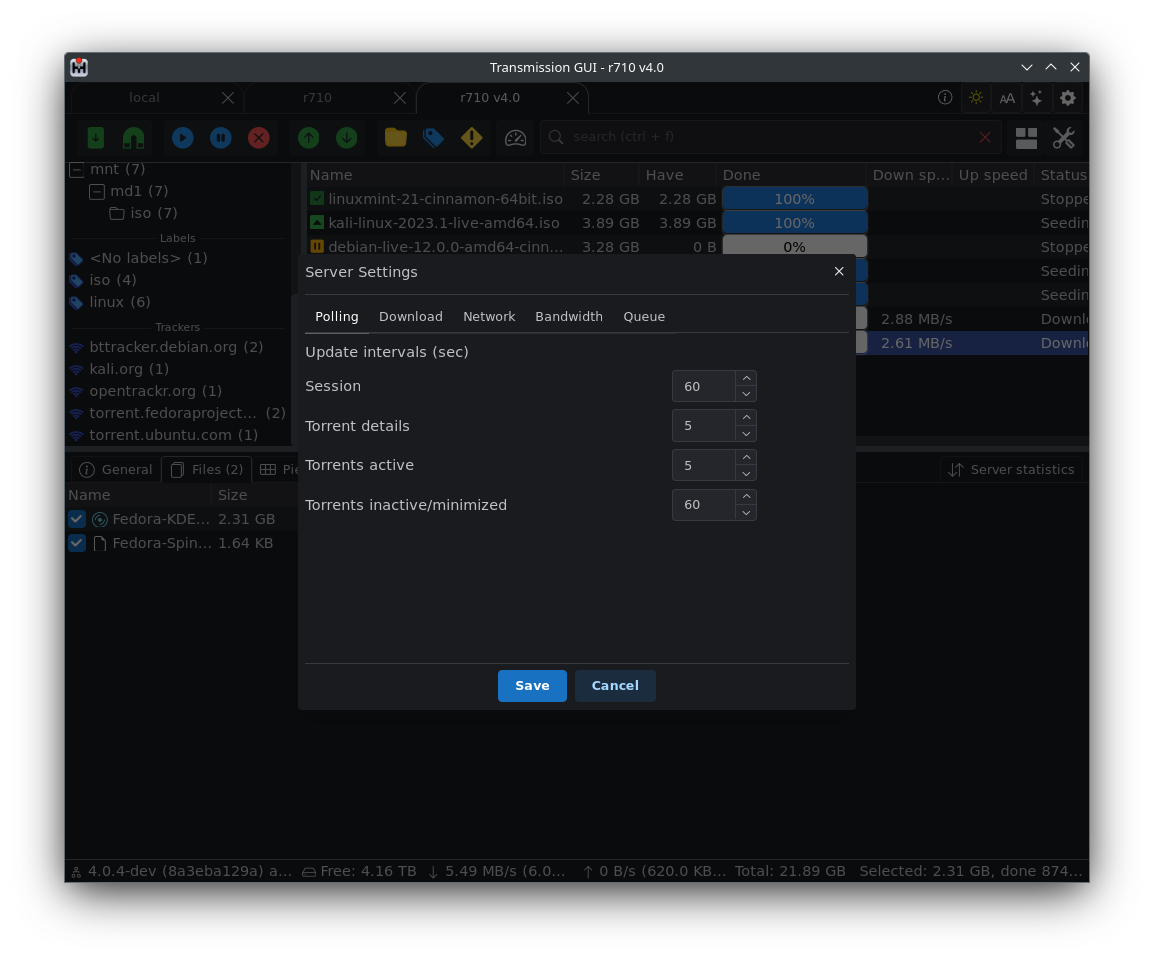 Transmission GUI - r710 v4.0
local r710 r710 v4.0
AA
search (ctrl + f)
mnt (7)
md1 (7)
iso (7)
Labels
<No labels> (1)
iso (4)
linux (6)
Trackers
bttracker.debian.org (2)
kali.org (1)
opentrackr.org (1)
torrent.fedoraproject... (2)
torrent.ubuntu.com (1)
Name Size Have Done Down sp... Up speed Status
linuxmint-21-cinnamon-64bit.iso 2.28 GB 2.28 GB 100% Stoppe
kali-linux-2023.1-live-amd64.iso 3.89 GB 3.89 GB 100% Seedin
debian-live-12.0.0-amd64-cinn... 3.28 GB 0 B 0% Stoppe
Seedin
Seedin
2.88 MB/s Downl
2.61 MB/s Downl
Server Settings
Polling Download Network Bandwidth Queue
Update intervals (sec)
Session 60
Torrent details 5
Torrents active 5
Torrents inactive/minimized 60
Save Cancel
General Files (2) Pie Server statistics
Name Size
Fedora-KDE... 2.31 GB
Fedora-Spin... 1.64 KB
4.0.4-dev (8a3eba129a) a... Free: 4.16 TB 5.49 MB/s (6.0... 0 B/s (620.0 KB... Total: 21.89 GB Selected: 2.31 GB, done 874...